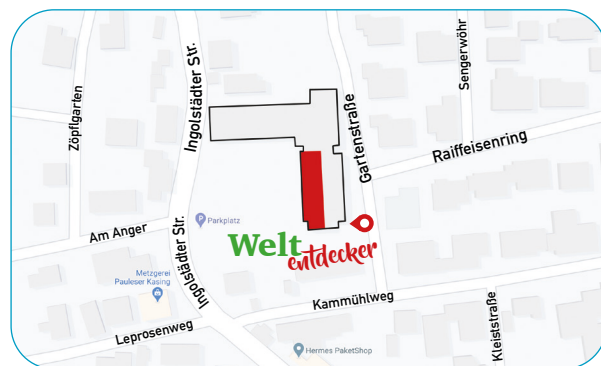 Zöpflgarten
Ingolstädter Str.
Sengerwöhr
Gartenstraße
Raiffeisenring
Am Anger
Parkplatz
Ingolstädter Str.
Welt
entdecker
Metzgerei
Pauleser Kasing
Kammühlweg
Leprosenweg
Kleiststraße
Hermes PaketShop